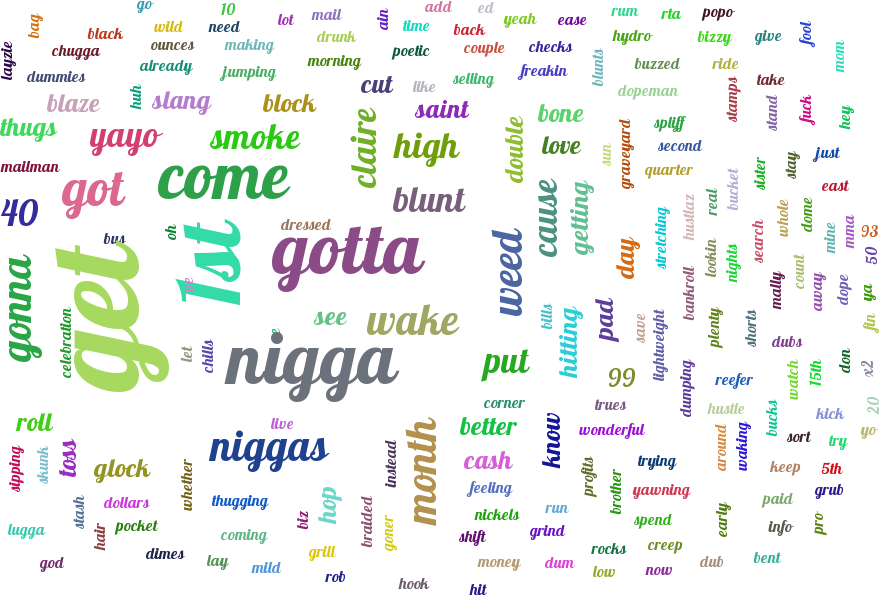 go
10
lot
mail
ain
add
ed
yeah
ease
rum
rta
popo
bag
black
wild
need
time
back
hydro
bizzy
give
fool
layzie
chugga
ounces
making
drunk
poetic
couple
checks
mom
dummies
already
jumping
morning
freakin
blunts
buzzed
ride
take
huh
cut
like
selling
dopeman
stamps
blaze
slang
block
saint
bone
stand
fuck
hey
thugs
yayo
smoke
claire
high
double
love
spliff
second
just
mailman
sun
graveyard
quarter
sister
stay
east
got
come
blunt
cause
getting
bucket
real
hustlaz
40
1st
dressed
gotta
weed
day
stretching
search
whole
dome
mine
mma
93
bus
oh
lookin
nights
50
gonna
get
we
see
wake
bills
hitting
pad
save
lightweight
bankroll
plenty
shorts
mally
count
away
dope
ya
fin
celebration
let
chills
e
nigga
put
99
dubs
dumping
reefer
watch
15th
don
x2
roll
live
corner
trues
hustle
bucks
kick
20
niggas
month
better
know
wonderful
around
waking
sort
try
yo
sipping
skunk
toss
glock
whether
instead
cash
profits
trying
keep
5th
slash
dollars
thugging
hop
feeling
brother
yawning
paid
grub
lugga
hair
pocket
coming
biz
braided
goner
nickels
run
spend
early
info
pro
god
dimes
lay
mild
grill
shift
grind
rocks
creep
rob
hook
money
dum
low
now
dub
bent
hit